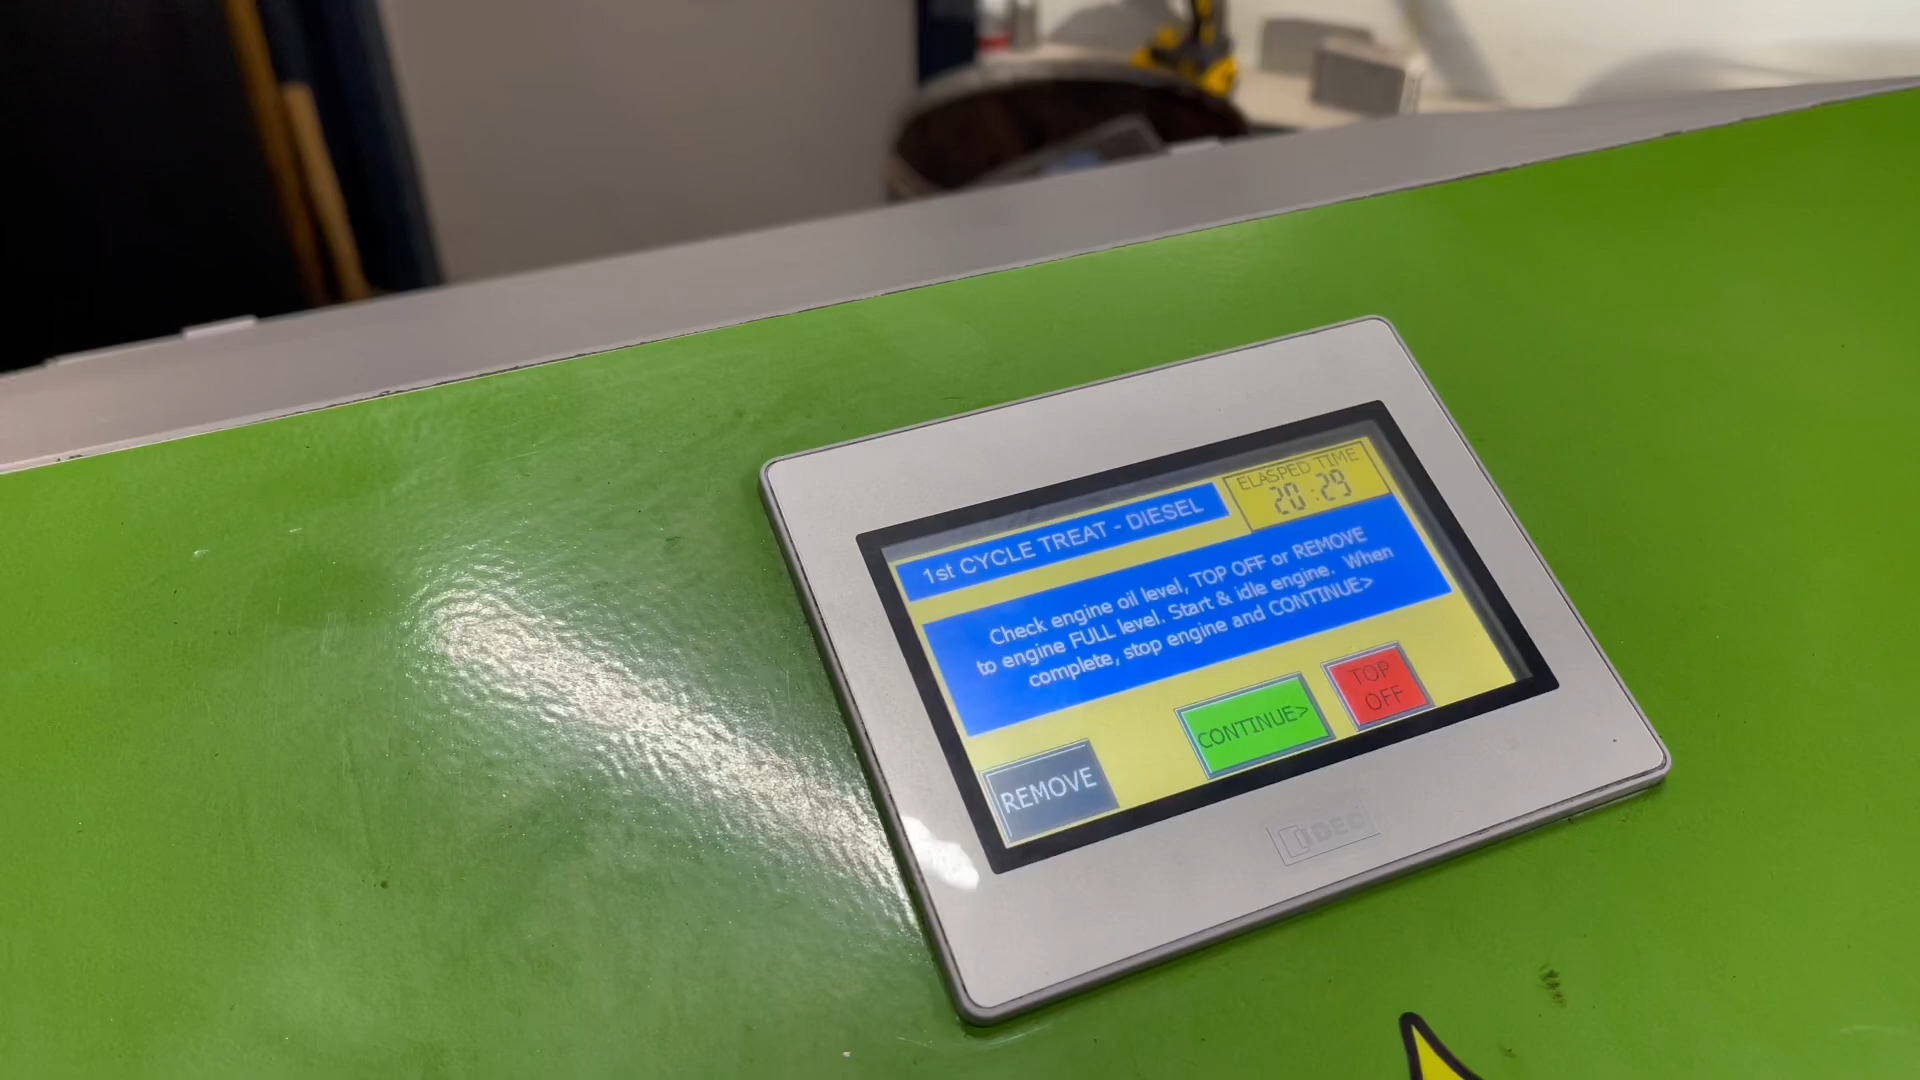 ELASPED TIME
20:29
1st CYCLE TREAT - DIESEL
Check engine oil level, TOP OFF or REMOVE
to engine FULL level. Start & idle engine. When
complete, stop engine and CONTINUE>
TOP
OFF
CONTINUE>
REMOVE
IDEC